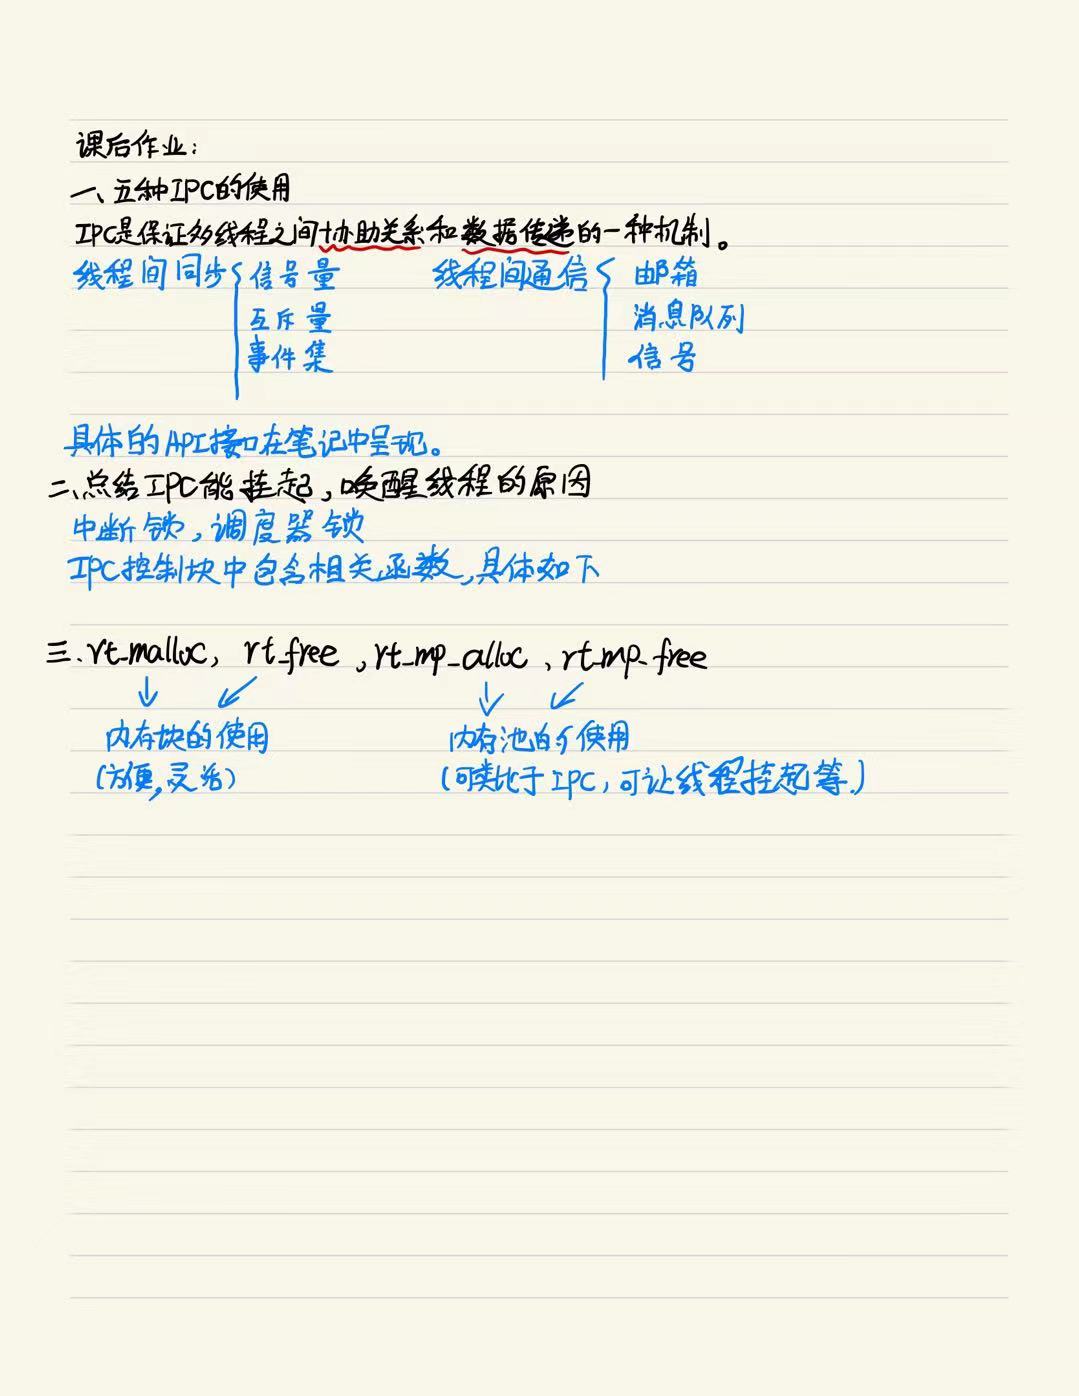 课后作业:
一、五种IPC的使用
IPC是保证多线程之间协助关系和数据传递的一种机制。
线程间同步{ 信号量 线程间通信{ 邮箱
互斥量 消息队列
事件集 信号
具体的API接口在笔记中呈现。
二、总结IPC能挂起,唤醒线程的原因
中断锁,调度器锁
IPC控制块中包含相关函数,具体如下
三.rt_malloc, rt_free,rt_mp_alloc、rt_mp_free
内存块的使用 内存池的使用
(方便,灵活) (可类比于IPC,可让线程挂起等.)